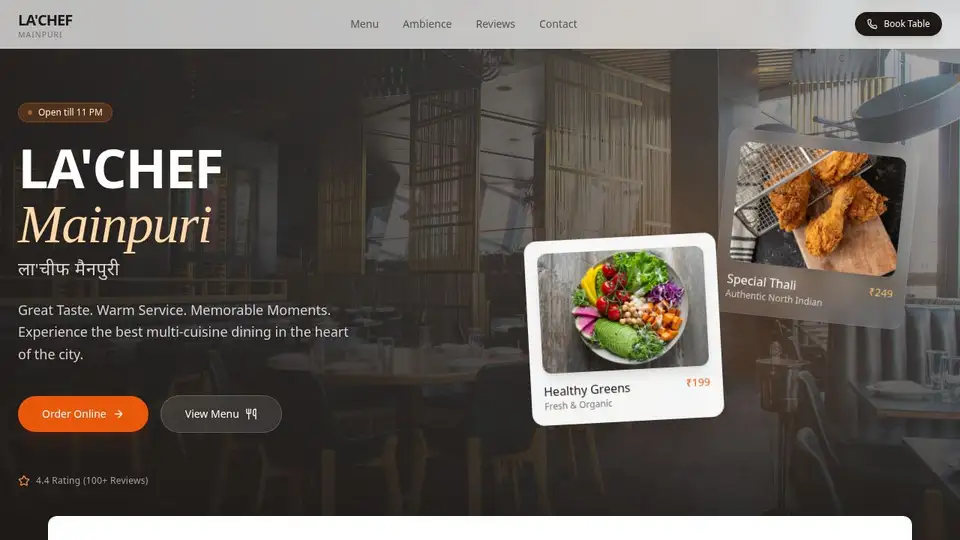 LA'CHEF
MAINPURI
Menu
Ambience
Reviews
Contact
Book Table
Open till 11 PM
LA'CHEF
Mainpuri
ला'चीफ मैनपुरी
Great Taste. Warm Service. Memorable Moments.
Experience the best multi-cuisine dining in the heart
of the city.
Order Online
View Menu
4.4 Rating (100+ Reviews)
Special Thali
₹249
Authentic North Indian
Healthy Greens
₹199
Fresh & Organic